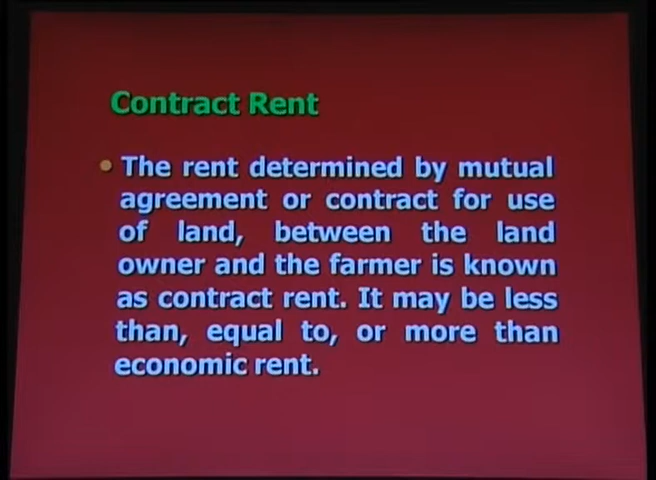 Contract Rent
• The rent determined by mutual
agreement or contract for use
of land, between the land
owner and the farmer is known
as contract rent. It may be less
than, equal to, or more than
economic rent.